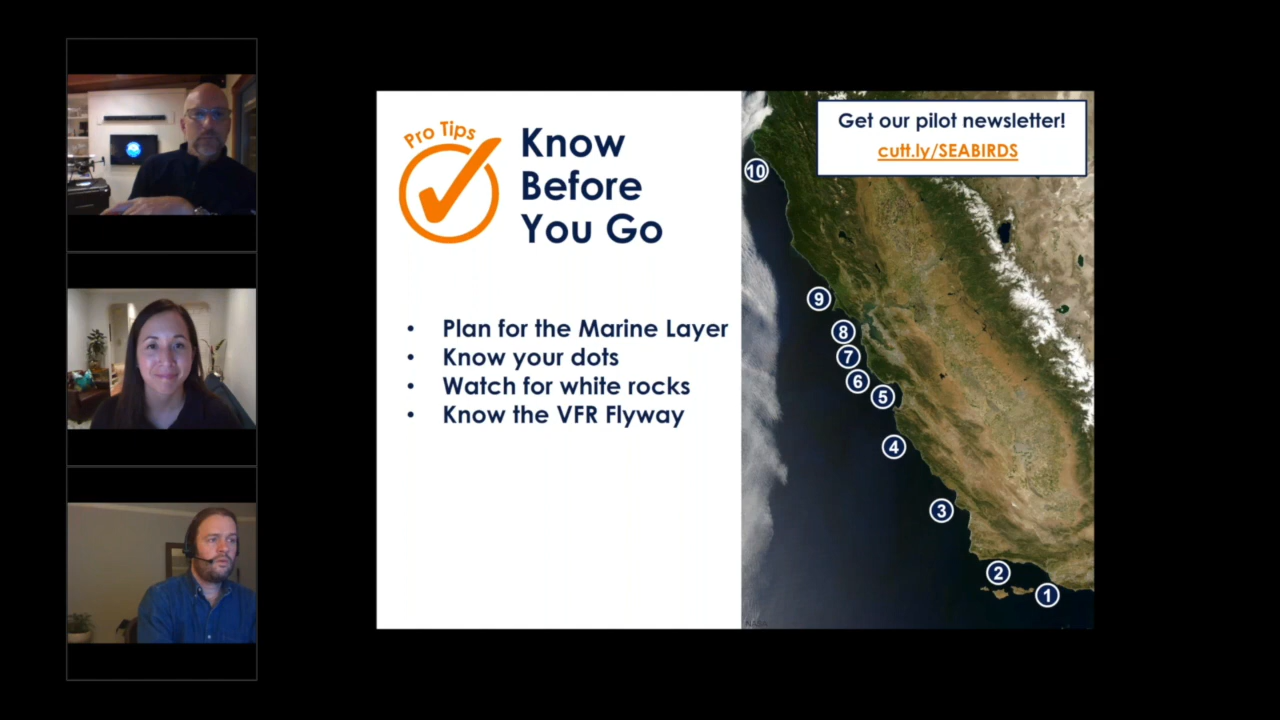 Pro Tips
Know
Before
You Go
• Plan for the Marine Layer
• Know your dots
• Watch for white rocks
• Know the VFR Flyway
Get our pilot newsletter!
cutt.ly/SEABIRDS
10
9
8
7
6
5
4
3
2
1
NASA